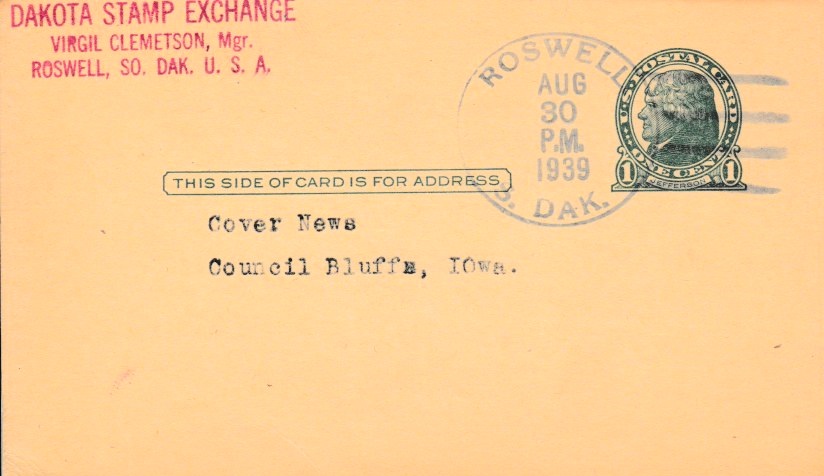 DAKOTA STAMP EXCHANGE
VIRGIL CLEMETSON, Mgr.
ROSWELL, SO. DAK. U. S. A.
ROSWELL
AUG
30
P.M.
1939
S. DAK.
U.S. POSTAL CARD
1 ONE CENT 1
JEFFERSON
THIS SIDE OF CARD IS FOR ADDRESS
Cover News
Council Bluffs, IOwa.